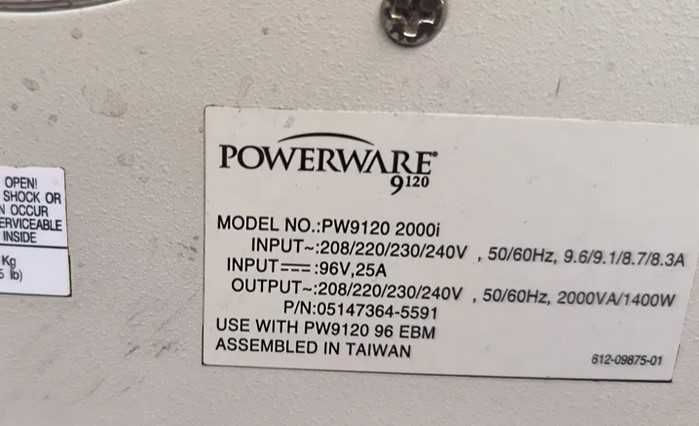 OPEN!
SHOCK OR
N OCCUR
ERVICEABLE
INSIDE
Kg
lb)
POWERWARE®
9120
MODEL NO.:PW9120 2000i
INPUT~:208/220/230/240V , 50/60Hz, 9.6/9.1/8.7/8.3A
INPUT⎓:96V,25A
OUTPUT~:208/220/230/240V , 50/60Hz, 2000VA/1400W
P/N:05147364-5591
USE WITH PW9120 96 EBM
ASSEMBLED IN TAIWAN
612-09875-01